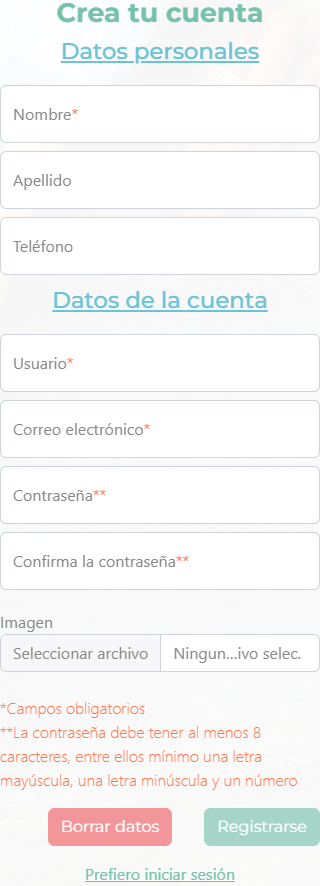 Crea tu cuenta
Datos personales
Nombre*
Apellido
Teléfono
Datos de la cuenta
Usuario*
Correo electrónico*
Contraseña**
Confirma la contraseña**
Imagen
Seleccionar archivo Ningun...ivo selec.
*Campos obligatorios
**La contraseña debe tener al menos 8
caracteres, entre ellos mínimo una letra
mayúscula, una letra minúscula y un número
Borrar datos Registrarse
Prefiero iniciar sesión